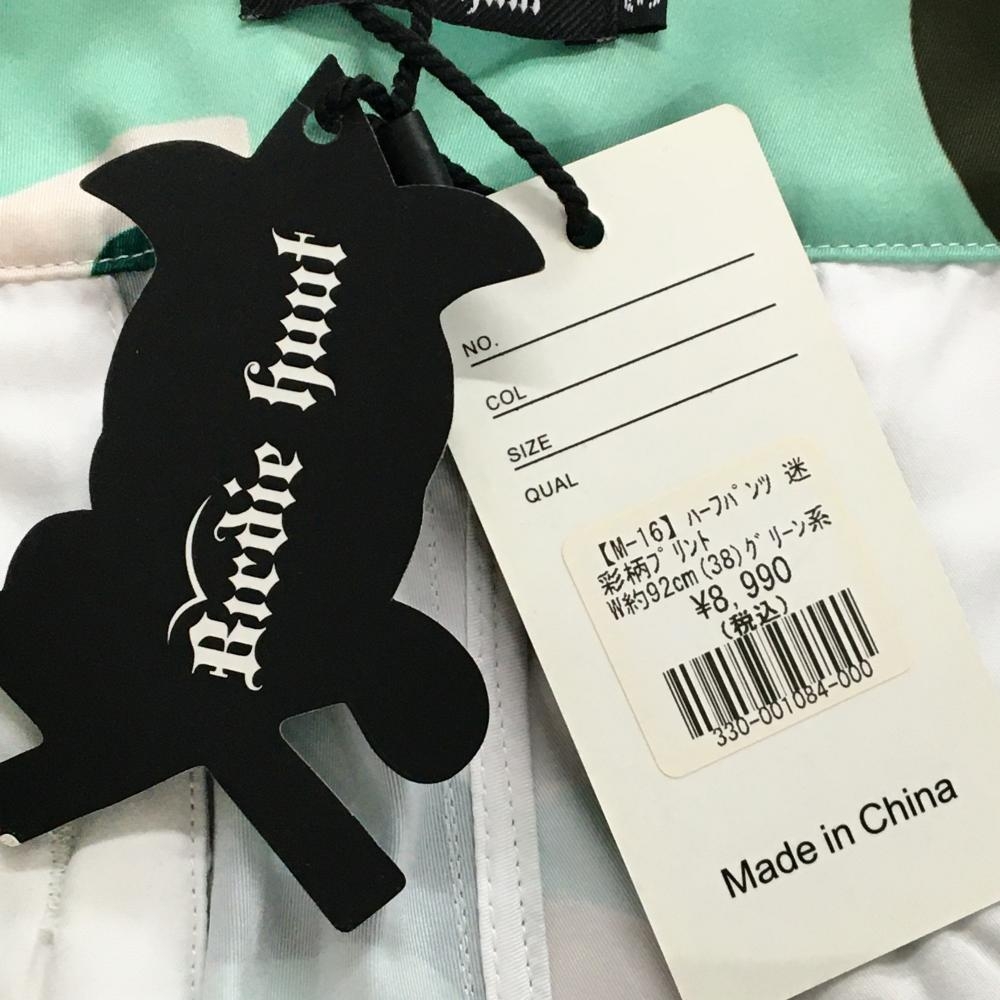 Birdie hunt
NO.
COL
SIZE
QUAL
【M-16】 ﾊｰﾌﾊﾟﾝﾂ 迷
彩柄ﾌﾟﾘﾝﾄ
W約92cm(38)ｸﾞﾘｰﾝ系
¥8,990
(税込)
330-001084-000
Made in China